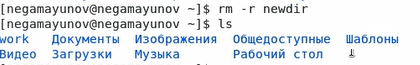 [negamayunov@negamayunov ~]$ rm -r newdir
[negamayunov@negamayunov ~]$ ls
work Документы Изображения Общедоступные Шаблоны
Видео Загрузки Музыка Рабочий стол